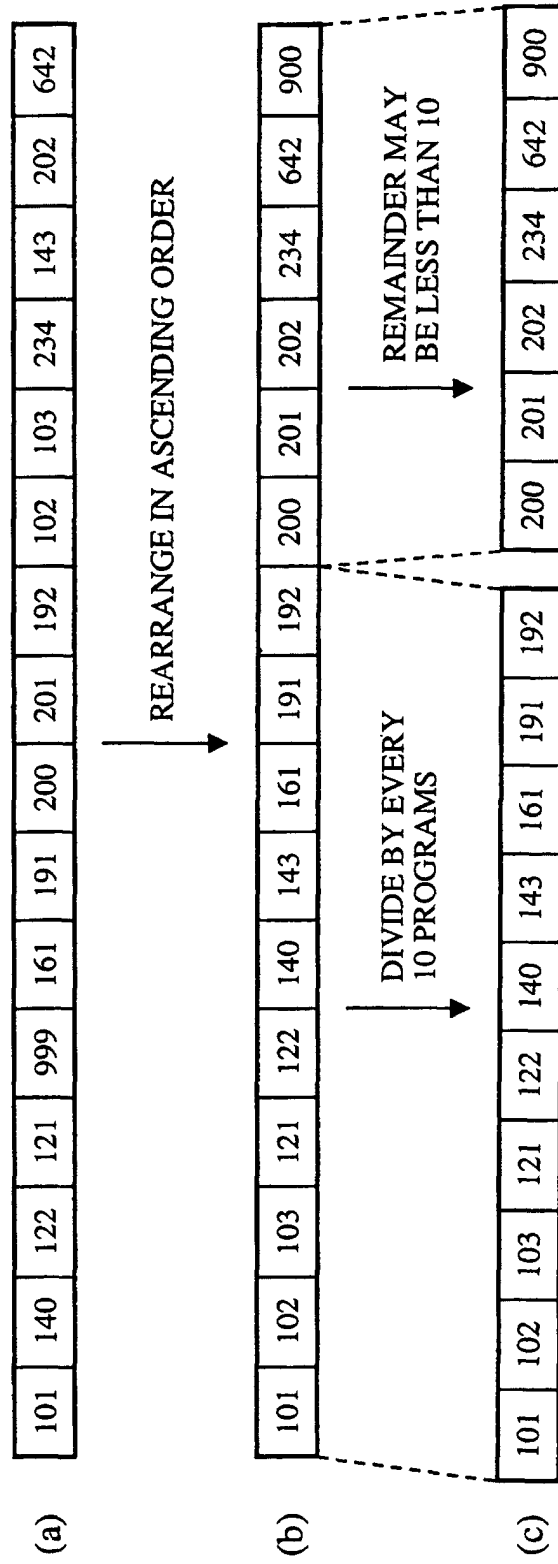 (a) 101 140 122 121 999 161 191 200 201 192 102 103 234 143 202 642
REARRANGE IN ASCENDING ORDER
(b) 101 102 103 121 122 140 143 161 191 192 200 201 202 234 642 900
DIVIDE BY EVERY
10 PROGRAMS
REMAINDER MAY
BE LESS THAN 10
(c) 101 102 103 121 122 140 143 161 191 192 200 201 202 234 642 900